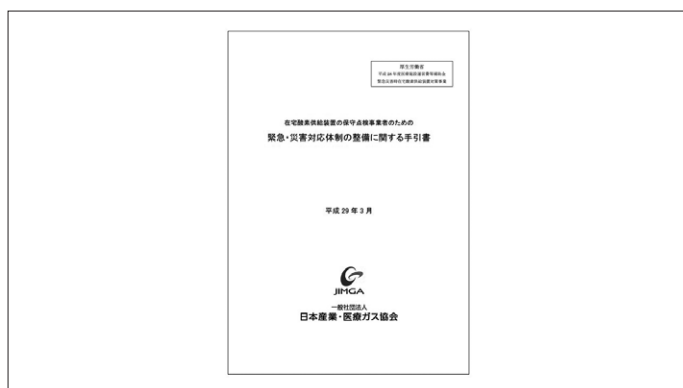 厚生労働省
在宅酸素供給装置の保守点検事業者のための
緊急・災害対応体制の整備に関する手引書
平成 29 年 3 月
JIMGA
一般社団法人
日本産業・医療ガス協会